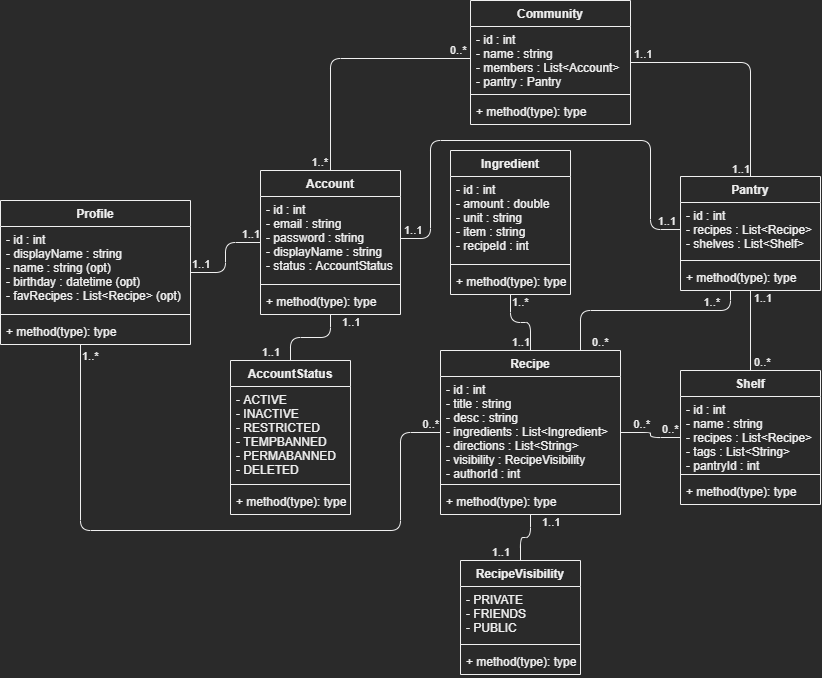 Community
- id : int
- name : string
- members : List<Account>
- pantry : Pantry
+ method(type): type
0..*
1..1
1..*
1..1
Account
- id : int
- email : string
- password : string
- displayName : string
- status : AccountStatus
+ method(type): type
1..1
1..1
1..1
Ingredient
- id : int
- amount : double
- unit : string
- item : string
- recipeId : int
+ method(type): type
1..*
1..1
Pantry
- id : int
- recipes : List<Recipe>
- shelves : List<Shelf>
+ method(type): type
1..1
1..*
1..1
Profile
- id : int
- displayName : string
- name : string (opt)
- birthday : datetime (opt)
- favRecipes : List<Recipe> (opt)
+ method(type): type
1..1
1..*
AccountStatus
- ACTIVE
- INACTIVE
- RESTRICTED
- TEMPBANNED
- PERMABANNED
- DELETED
+ method(type): type
1..1
0..*
Recipe
- id : int
- title : string
- desc : string
- ingredients : List<Ingredient>
- directions : List<String>
- visibility : RecipeVisibility
- authorId : int
+ method(type): type
0..*
0..*
1..1
Shelf
- id : int
- name : string
- recipes : List<Recipe>
- tags : List<String>
- pantryId : int
+ method(type): type
0..*
0..*
RecipeVisibility
- PRIVATE
- FRIENDS
- PUBLIC
+ method(type): type
1..1